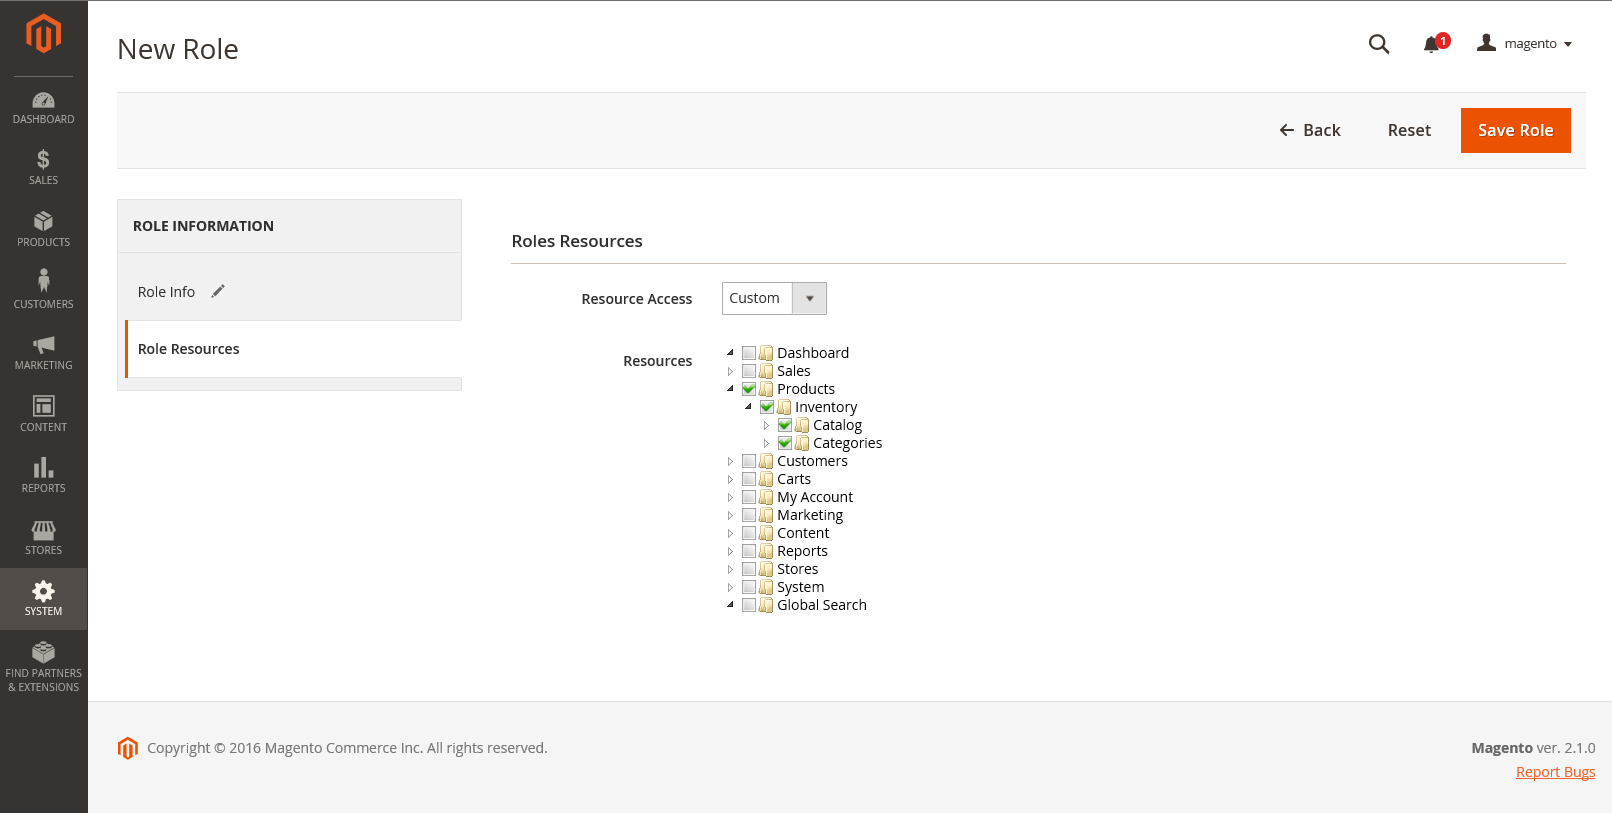 New Role
1
magento
Back
Reset
Save Role
DASHBOARD
SALES
PRODUCTS
CUSTOMERS
MARKETING
CONTENT
REPORTS
STORES
SYSTEM
FIND PARTNERS
& EXTENSIONS
ROLE INFORMATION
Role Info
Role Resources
Roles Resources
Resource Access
Custom
Resources
Dashboard
Sales
Products
Inventory
Catalog
Categories
Customers
Carts
My Account
Marketing
Content
Reports
Stores
System
Global Search
Copyright © 2016 Magento Commerce Inc. All rights reserved.
Magento ver. 2.1.0
Report Bugs